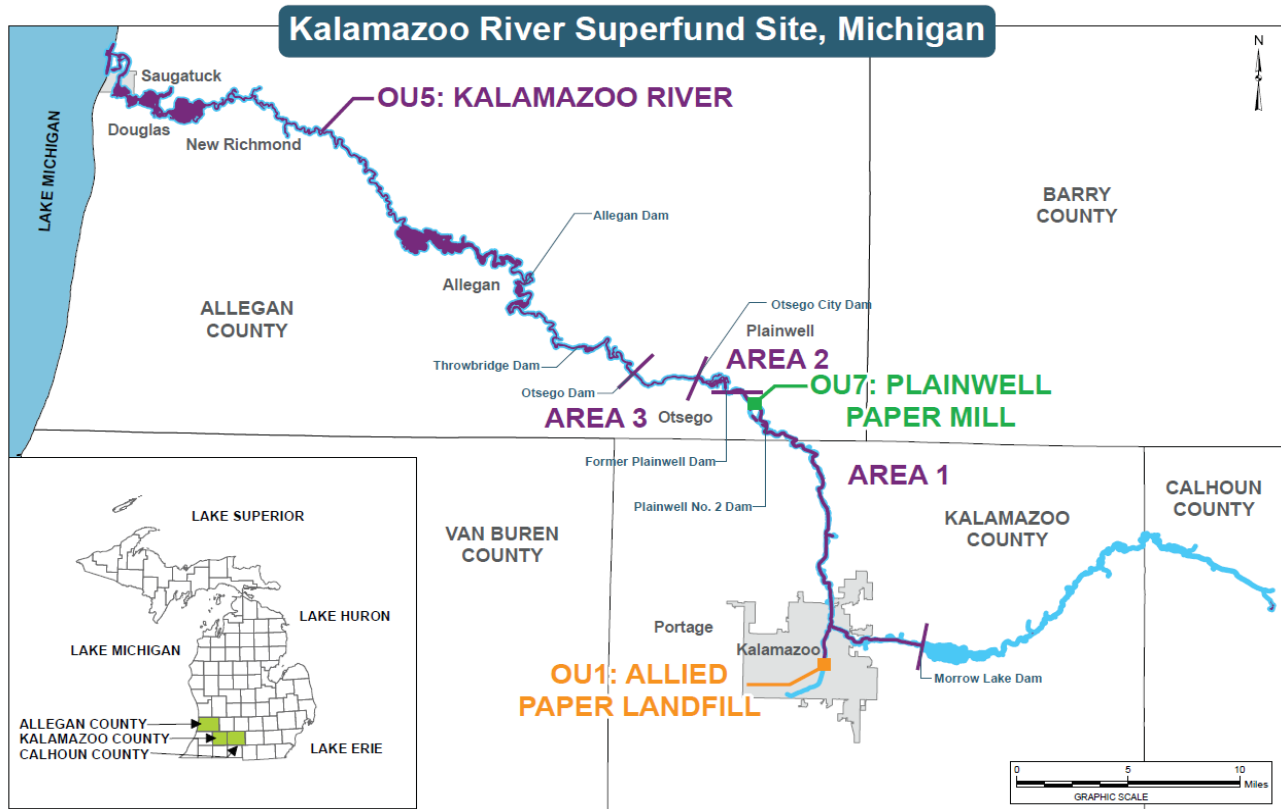 Kalamazoo River Superfund Site, Michigan
N
Saugatuck
OU5: KALAMAZOO RIVER
Douglas
New Richmond
LAKE MICHIGAN
BARRY
COUNTY
Allegan Dam
Allegan
ALLEGAN
COUNTY
Otsego City Dam
Plainwell
Throwbridge Dam
AREA 2
OU7: PLAINWELL
PAPER MILL
Otsego Dam
AREA 3
Otsego
Former Plainwell Dam
AREA 1
Plainwell No. 2 Dam
CALHOUN
COUNTY
VAN BUREN
COUNTY
KALAMAZOO
COUNTY
Portage
Kalamazoo
OU1: ALLIED
PAPER LANDFILL
Morrow Lake Dam
LAKE SUPERIOR
LAKE HURON
LAKE MICHIGAN
ALLEGAN COUNTY
KALAMAZOO COUNTY
CALHOUN COUNTY
LAKE ERIE
0 5 10
Miles
GRAPHIC SCALE